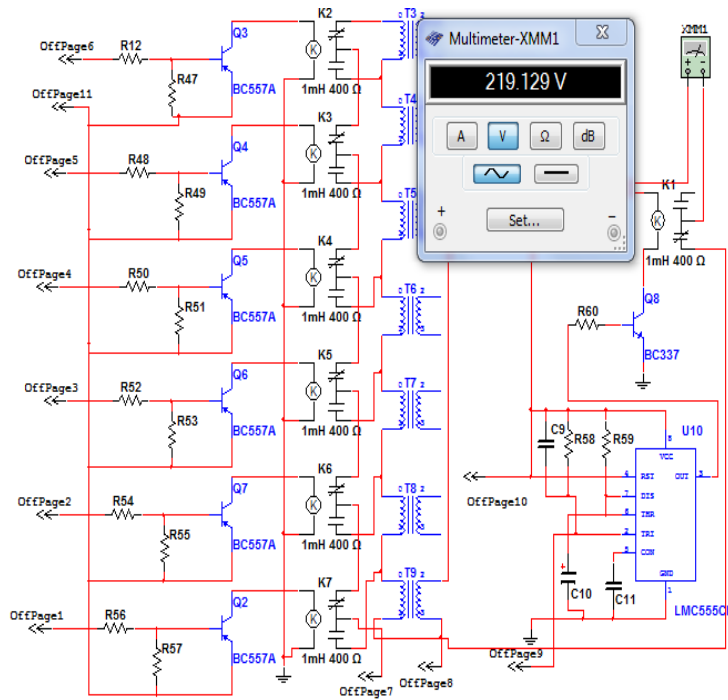 Q3
K2
T3
OffPage6
R12
R47
BC557A
1mH 400 Ω
OffPage11
Q4
K3
T4
OffPage5
R48
R49
BC557A
1mH 400 Ω
Q5
K4
T5
OffPage4
R50
R51
BC557A
1mH 400 Ω
T6
Q6
K5
T7
OffPage3
R52
R53
BC557A
1mH 400 Ω
Q7
K6
T8
OffPage2
R54
R55
BC557A
1mH 400 Ω
Q2
K7
T9
OffPage1
R56
R57
BC557A
1mH 400 Ω
OffPage7
OffPage8
OffPage9
Multimeter-XMM1
219.129 V
A
V
Ω
dB
Set...
+
−
XMM1
K1
K
1mH 400 Ω
Q8
R60
BC337
C9
R58
R59
U10
OffPage10
VCC
RST
OUT
DIS
THR
TRI
CON
GND
C10
C11
LMC555C